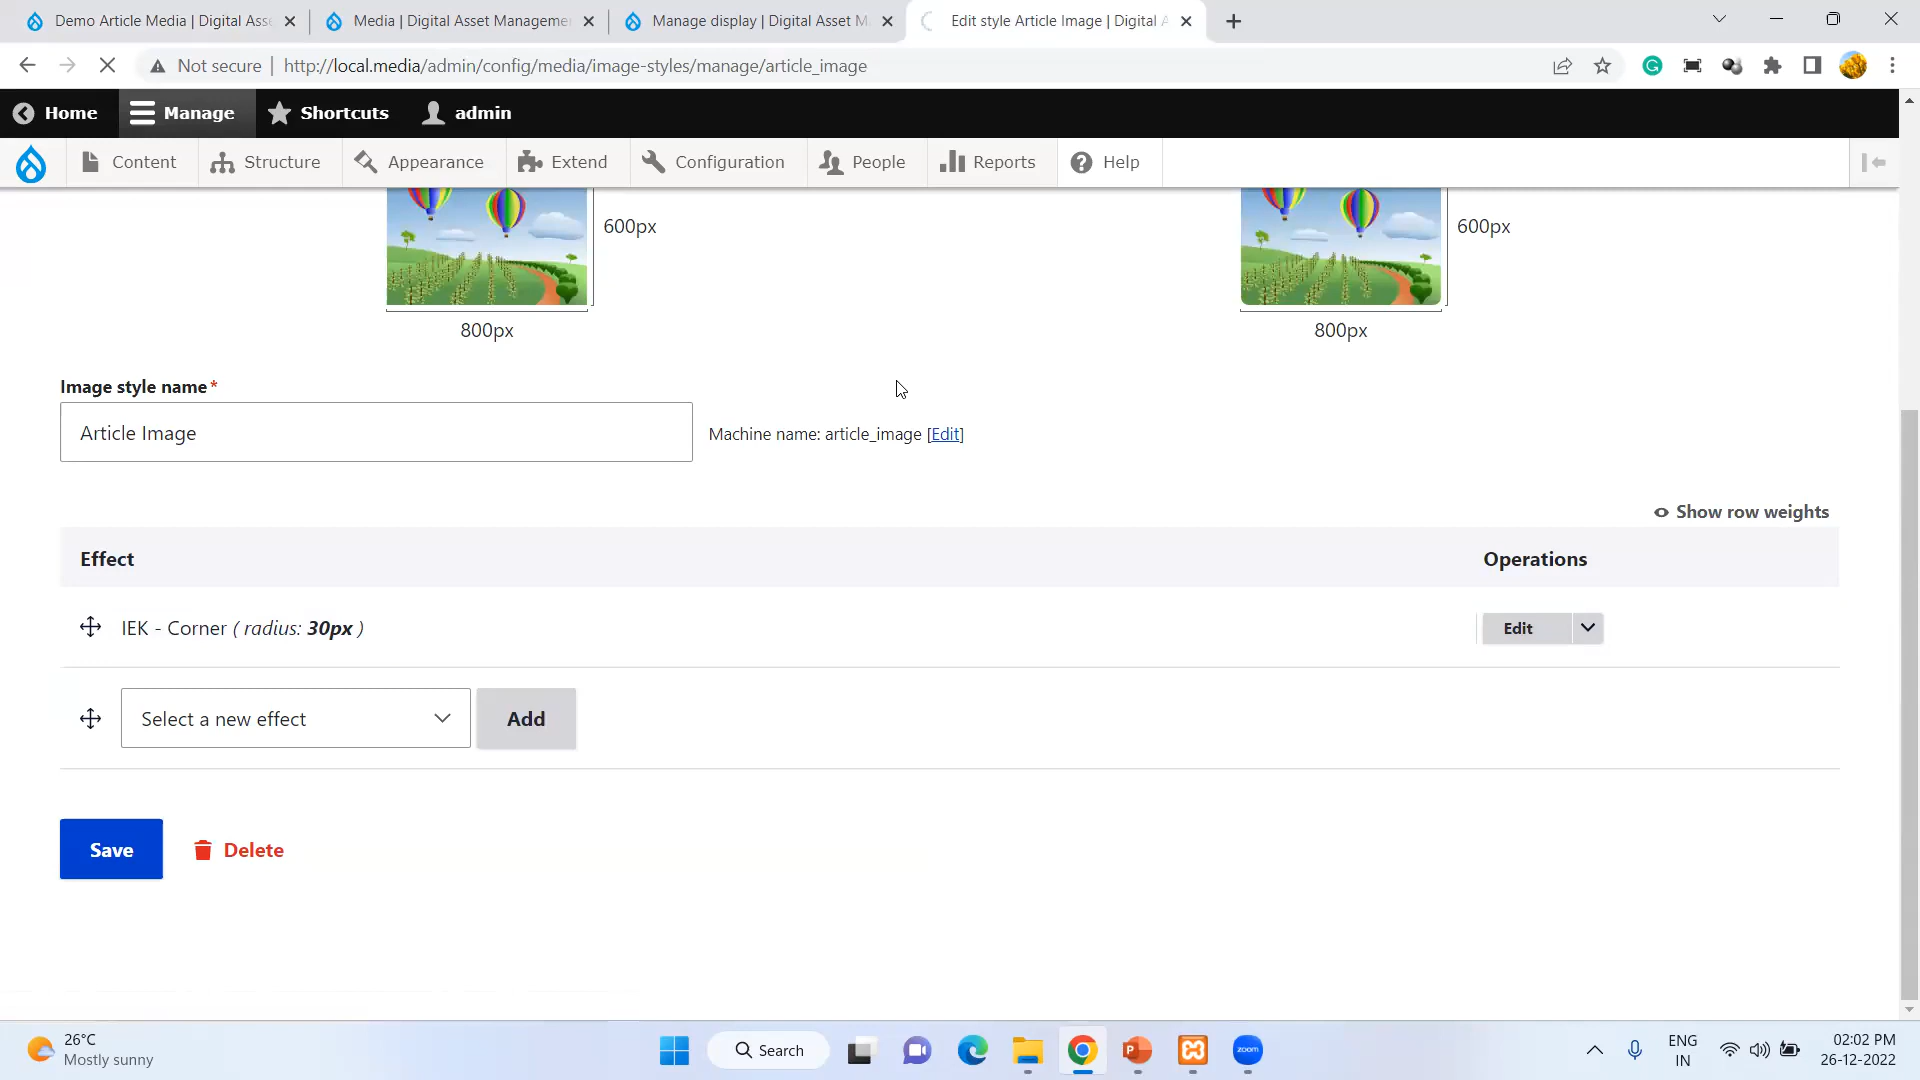 Demo Article Media | Digital Asse
Media | Digital Asset Manageme
Manage display | Digital Asset M
Edit style Article Image | Digital A
Not secure
http://local.media/admin/config/media/image-styles/manage/article_image
Home
Manage
Shortcuts
admin
Content
Structure
Appearance
Extend
Configuration
People
Reports
Help
600px
600px
800px
800px
Image style name*
Article Image
Machine name: article_image [Edit]
Show row weights
Effect
Operations
IEK - Corner ( radius: 30px )
Edit
Select a new effect
Add
Save
Delete
26°C
Mostly sunny
Search
zoom
ENG
IN
02:02 PM
26-12-2022